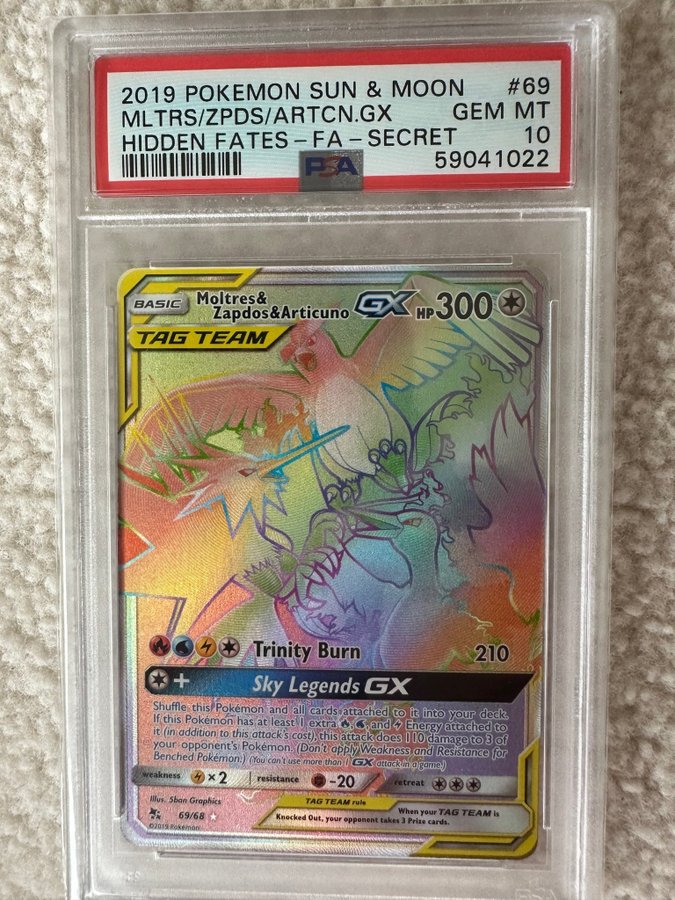 2019 POKEMON SUN & MOON #69
MLTRS/ZPDS/ARTCN.GX GEM MT
HIDDEN FATES-FA-SECRET 10
PSA 59041022
BASIC Moltres& Zapdos&Articuno GX HP300
TAG TEAM
Trinity Burn 210
+ Sky Legends GX
Shuffle this Pokémon and all cards attached to it into your deck.
If this Pokémon has at least 1 extra , , and Energy attached to
it (in addition to this attack's cost), this attack does 110 damage to 3 of
your opponent's Pokémon. (Don't apply Weakness and Resistance for
Benched Pokémon.) (You can't use more than 1 GX attack in a game.)
weakness ×2 resistance -20 retreat
Illus. 5ban Graphics
TAG TEAM rule
When your TAG TEAM is
Knocked Out, your opponent takes 3 Prize cards.
69/68
©2019 Pokémon